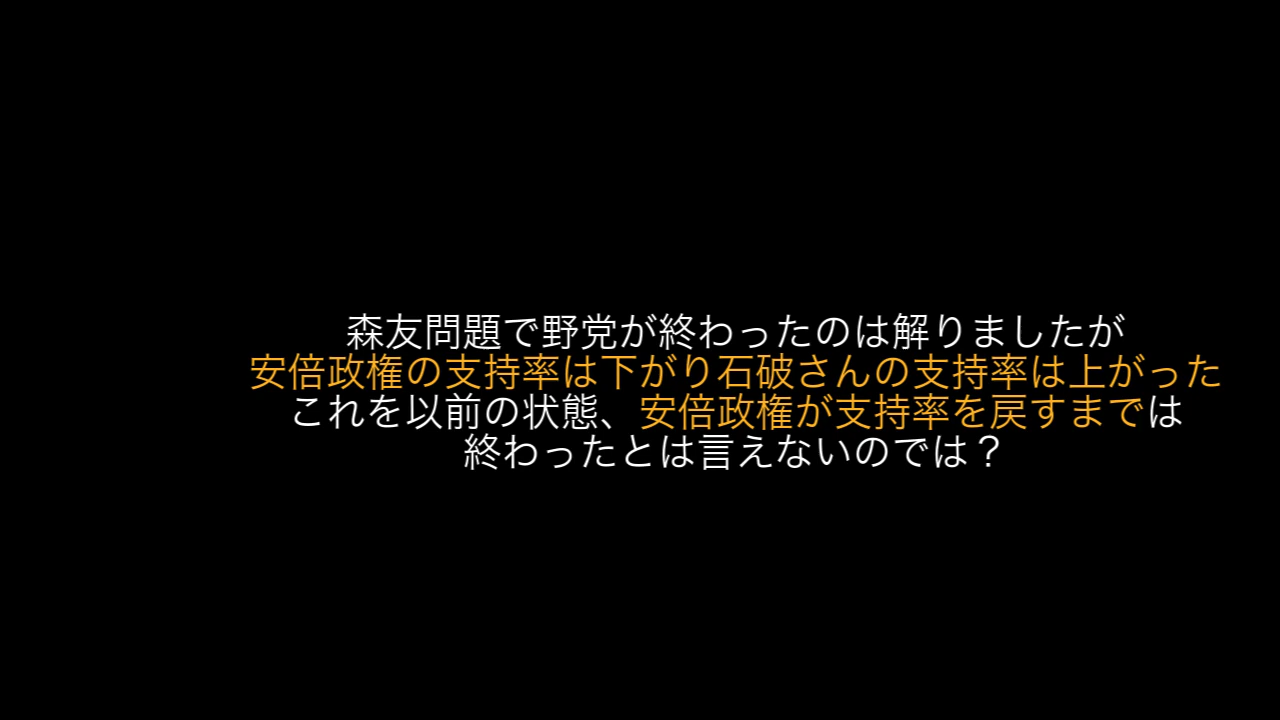 森友問題で野党が終わったのは解りましたが
安倍政権の支持率は下がり石破さんの支持率は上がった
これを以前の状態、安倍政権が支持率を戻すまでは
終わったとは言えないのでは？